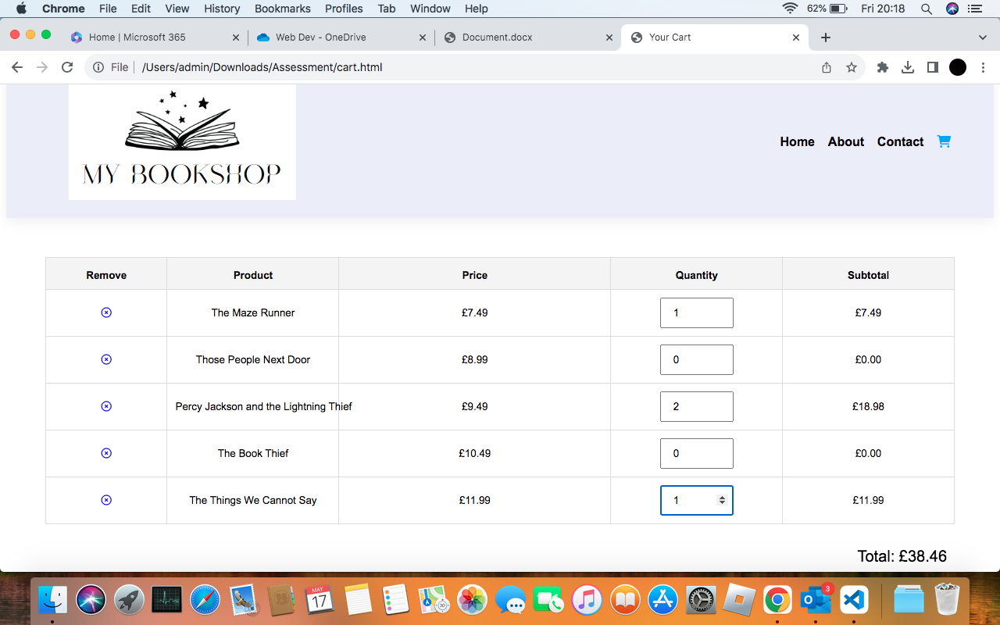 Chrome File Edit View History Bookmarks Profiles Tab Window Help 62% Fri 20:18
Home | Microsoft 365 Web Dev - OneDrive Document.docx Your Cart
File /Users/admin/Downloads/Assessment/cart.html
MY BOOKSHOP
Home About Contact
Remove Product Price Quantity Subtotal
The Maze Runner £7.49 1 £7.49
Those People Next Door £8.99 0 £0.00
Percy Jackson and the Lightning Thief £9.49 2 £18.98
The Book Thief £10.49 0 £0.00
The Things We Cannot Say £11.99 1 £11.99
Total: £38.46
MAY
17
3